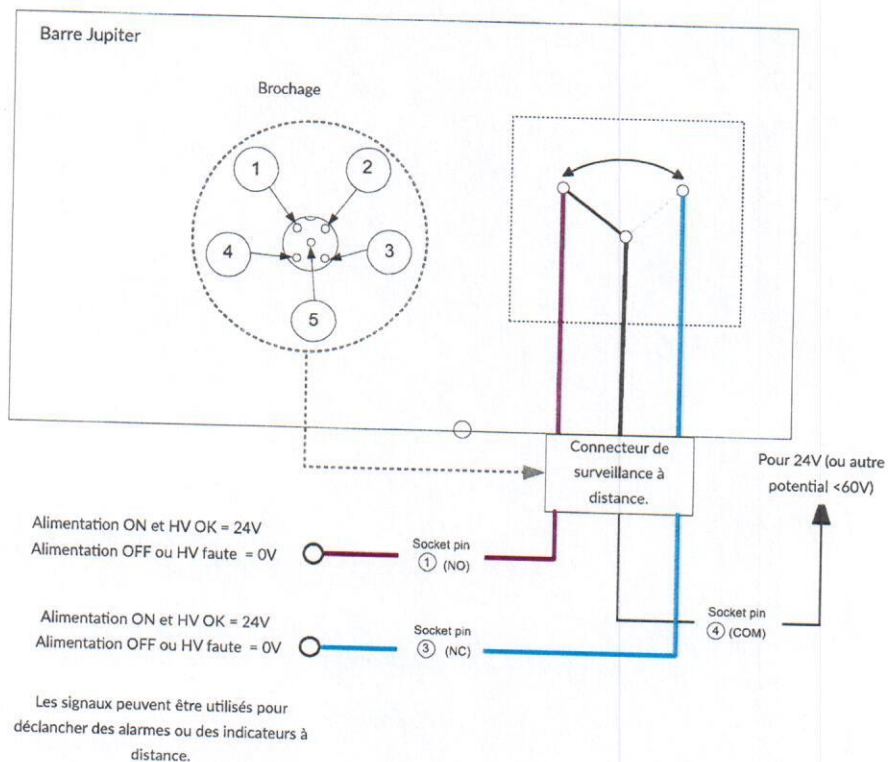 Barre Jupiter
Brochage
1
2
4
3
5
Connecteur de
surveillance à
distance.
Pour 24V (ou autre
potential <60V)
Alimentation ON et HV OK = 24V
Alimentation OFF ou HV faute = 0V
Socket pin
1 (NO)
Alimentation ON et HV OK = 24V
Alimentation OFF ou HV faute = 0V
Socket pin
3 (NC)
Socket pin
4 (COM)
Les signaux peuvent être utilisés pour
déclancher des alarmes ou des indicateurs à
distance.